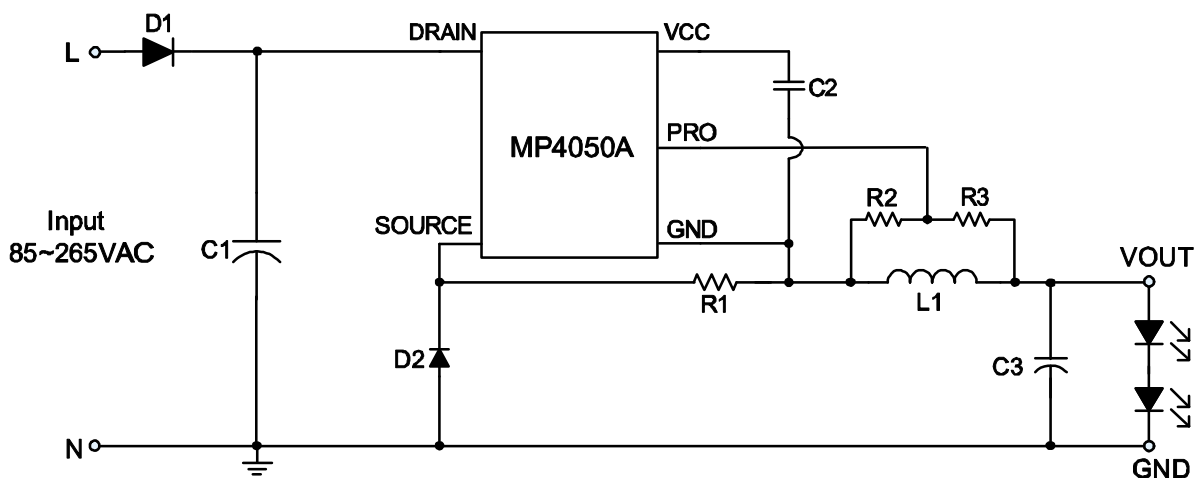 D1
L
DRAIN
VCC
C2
MP4050A
PRO
R2
R3
Input
85~265VAC
C1
SOURCE
GND
VOUT
R1
L1
D2
C3
N
GND